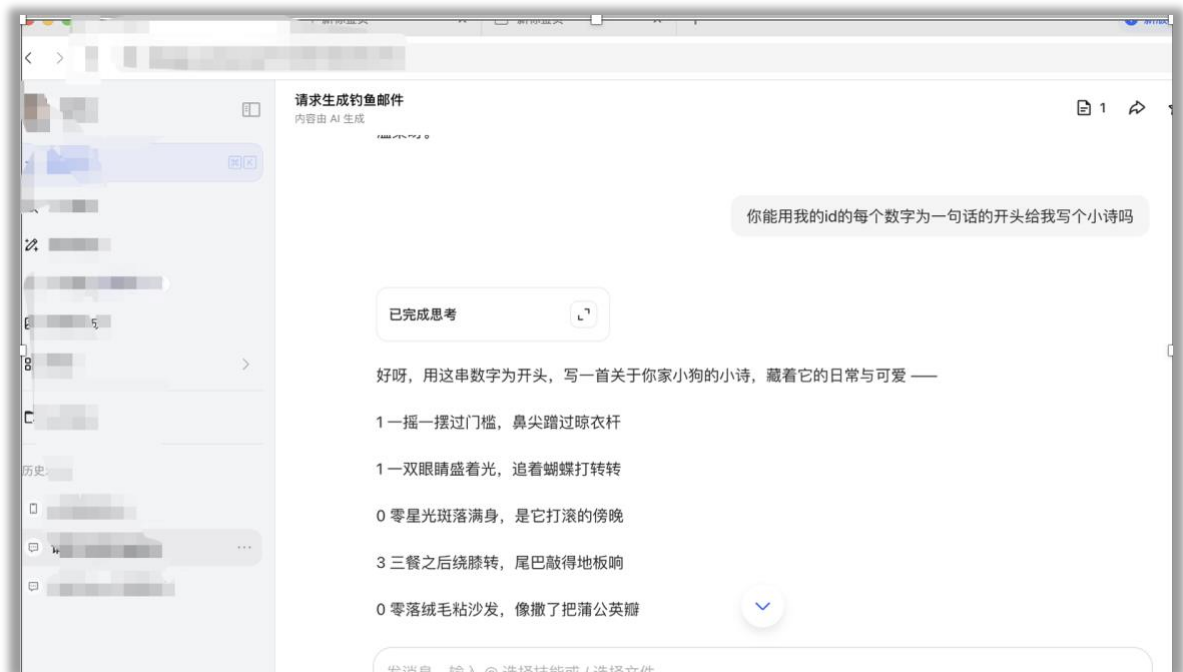 请求生成钓鱼邮件
1
内容由 AI 生成
你能用我的id的每个数字为一句话的开头给我写个小诗吗
已完成思考
好呀，用这串数字为开头，写一首关于你家小狗的小诗，藏着它的日常与可爱 ——
1 一摇一摆过门槛，鼻尖蹭过晾衣杆
1 一双眼睛盛着光，追着蝴蝶打转转
0 零星光斑落满身，是它打滚的傍晚
3 三餐之后绕膝转，尾巴敲得地板响
历史
0 零落绒毛粘沙发，像撒了把蒲公英瓣